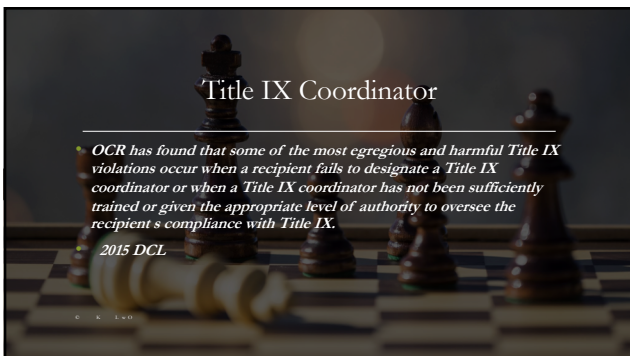 Title IX Coordinator
• OCR has found that some of the most egregious and harmful Title IX
violations occur when a recipient fails to designate a Title IX
coordinator or when a Title IX coordinator has not been sufficiently
trained or given the appropriate level of authority to oversee the
recipient s compliance with Title IX.
• 2015 DCL
© K